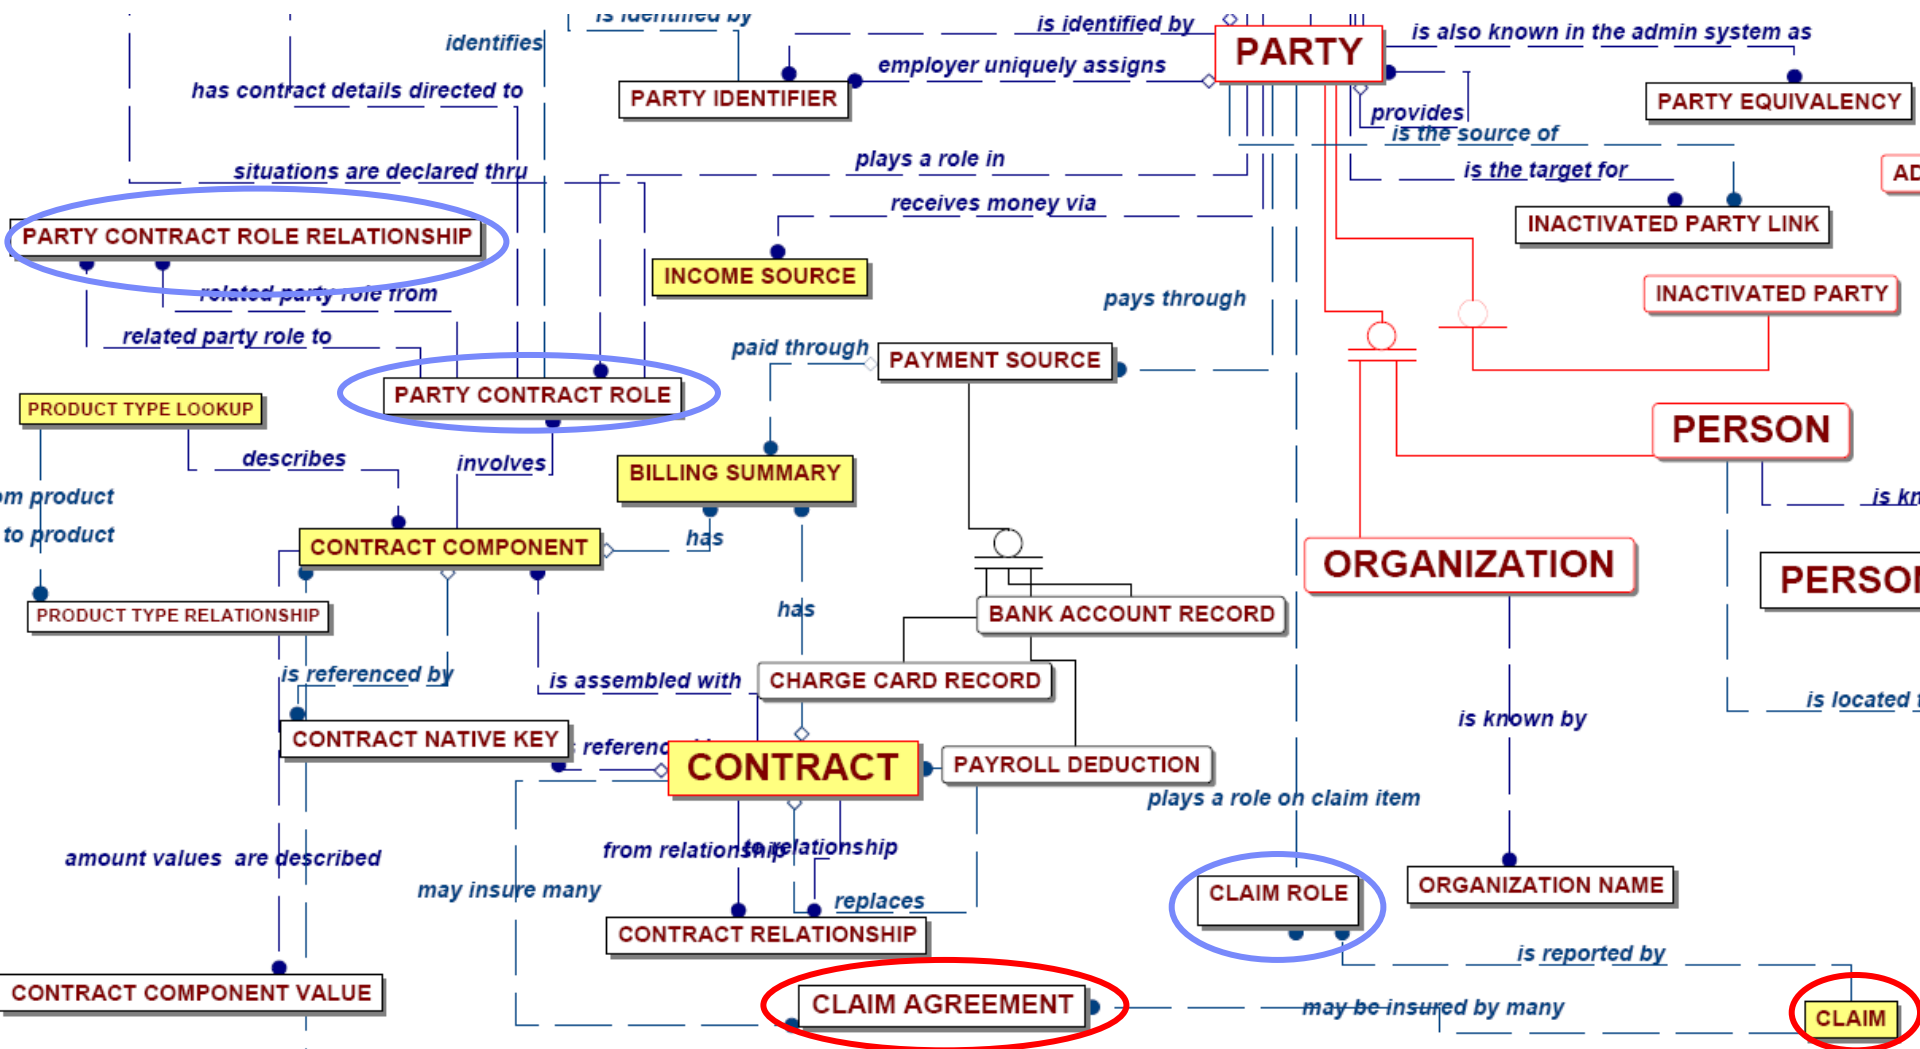 is identified by
is identified by
PARTY
is also known in the admin system as
identifies
employer uniquely assigns
has contract details directed to
PARTY IDENTIFIER
PARTY EQUIVALENCY
provides
is the source of
situations are declared thru
plays a role in
is the target for
AD
receives money via
PARTY CONTRACT ROLE RELATIONSHIP
INACTIVATED PARTY LINK
INCOME SOURCE
related party role from
pays through
INACTIVATED PARTY
related party role to
paid through
PAYMENT SOURCE
PARTY CONTRACT ROLE
PRODUCT TYPE LOOKUP
PERSON
describes
involves
BILLING SUMMARY
om product
is kn
to product
has
CONTRACT COMPONENT
ORGANIZATION
PERSON
PRODUCT TYPE RELATIONSHIP
has
BANK ACCOUNT RECORD
is referenced by
is assembled with
CHARGE CARD RECORD
is located
is known by
CONTRACT NATIVE KEY
s referenc
CONTRACT
PAYROLL DEDUCTION
plays a role on claim item
from relationship
to relationship
amount values are described
may insure many
replaces
CLAIM ROLE
ORGANIZATION NAME
CONTRACT RELATIONSHIP
is reported by
CONTRACT COMPONENT VALUE
CLAIM AGREEMENT
may be insured by many
CLAIM